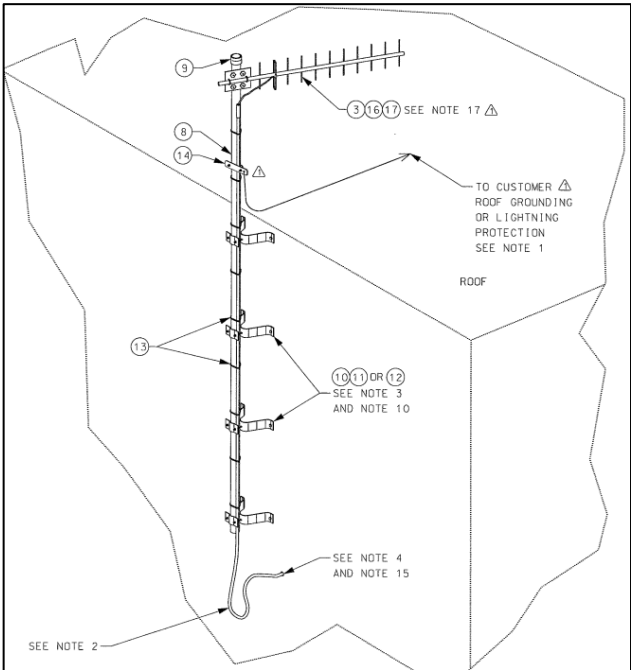 9
3 16 17 SEE NOTE 17 ⚠
8
14
⚠
TO CUSTOMER ⚠
ROOF GROUNDING
OR LIGHTNING
PROTECTION
SEE NOTE 1
ROOF
13
10 11 OR 12
SEE NOTE 3
AND NOTE 10
SEE NOTE 4
AND NOTE 15
SEE NOTE 2